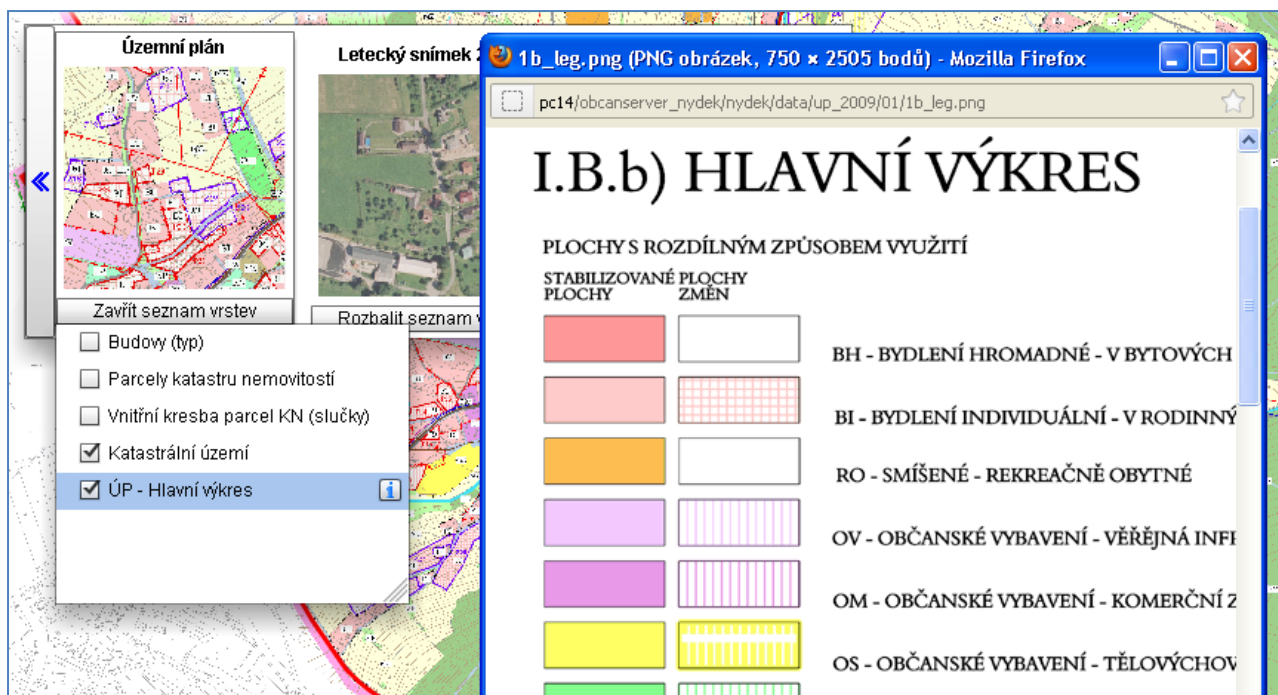 Územní plán
Letecký snímek
Zavřít seznam vrstev
Rozbalit seznam
Budovy (typ)
Parcely katastru nemovitostí
Vnitřní kresba parcel KN (slučky)
Katastrální území
ÚP - Hlavní výkres
1b_leg.png (PNG obrázek, 750 × 2505 bodů) - Mozilla Firefox
pc14/obcanserver_nydek/nydek/data/up_2009/01/1b_leg.png
I.B.b) HLAVNÍ VÝKRES
PLOCHY S ROZDÍLNÝM ZPŮSOBEM VYUŽITÍ
STABILIZOVANÉ PLOCHY
PLOCHY ZMĚN
BH - BYDLENÍ HROMADNÉ - V BYTOVÝCH
BI - BYDLENÍ INDIVIDUÁLNÍ - V RODINNÝ
RO - SMÍŠENÉ - REKREAČNĚ OBYTNÉ
OV - OBČANSKÉ VYBAVENÍ - VĚŘĚJNÁ INFR
OM - OBČANSKÉ VYBAVENÍ - KOMERČNÍ Z
OS - OBČANSKÉ VYBAVENÍ - TĚLOVÝCHOV